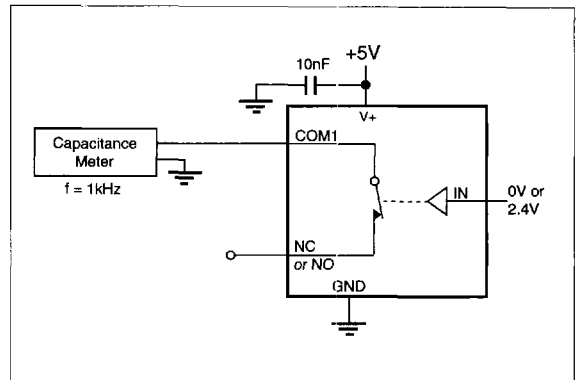 +5V
10nF
V+
COM1
Capacitance
Meter
f = 1kHz
IN
0V or
2.4V
NC
or NO
GND